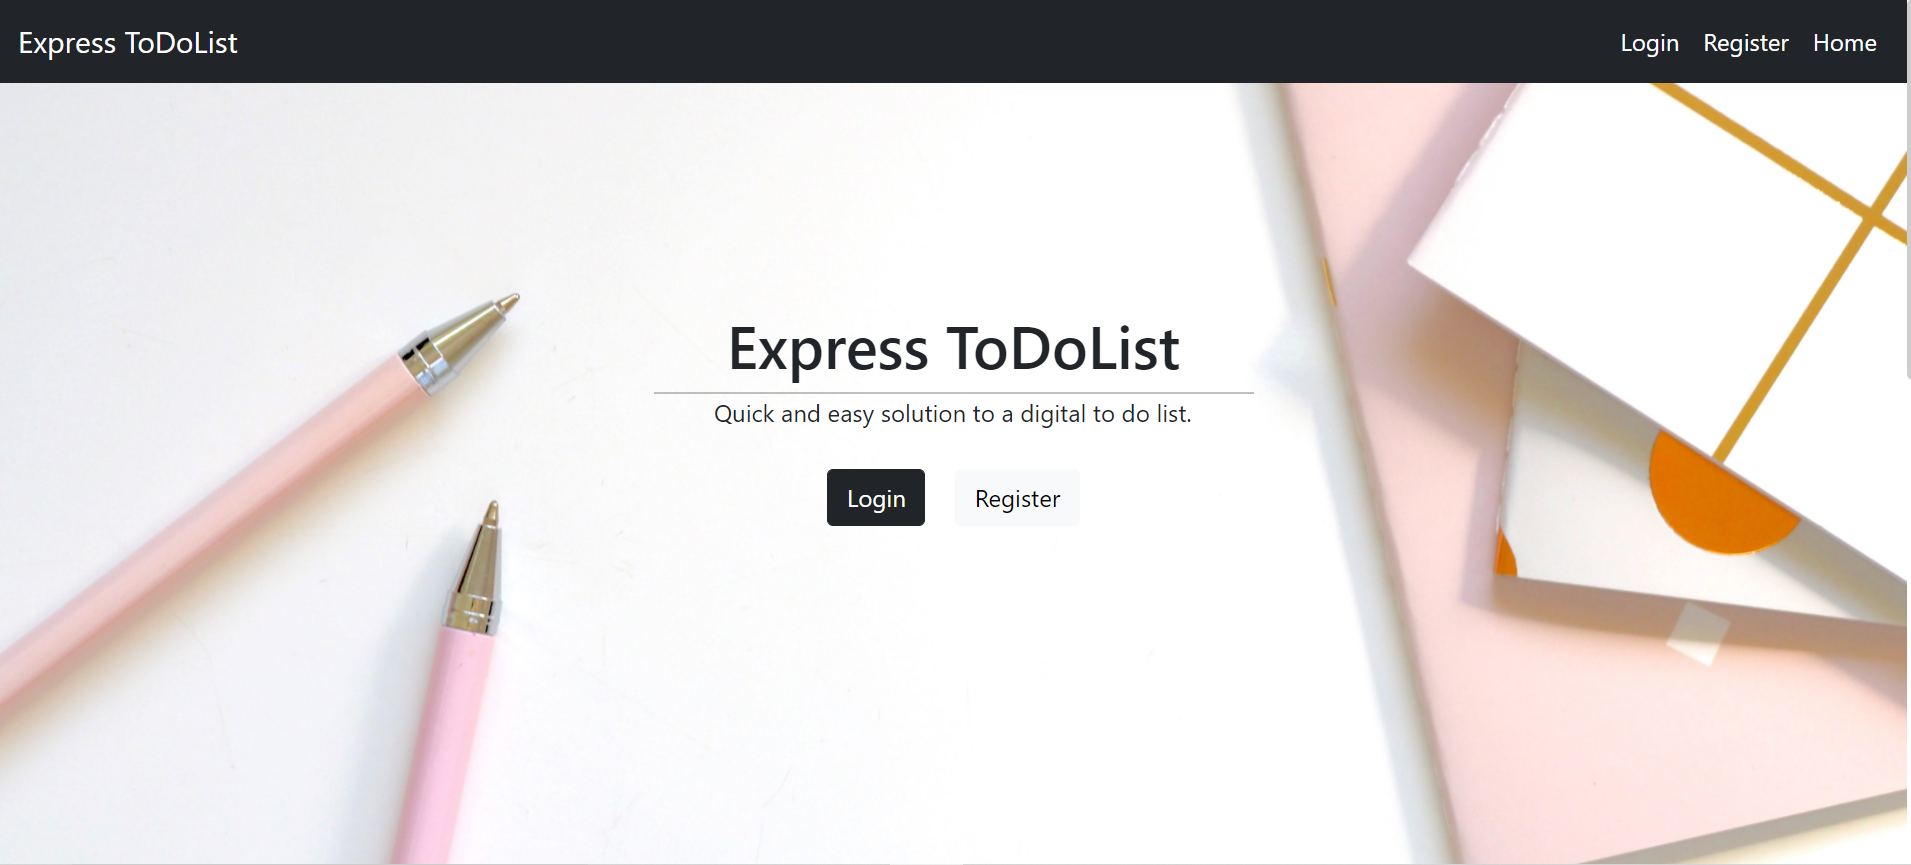 Express ToDoList
Login Register Home
Express ToDoList
Quick and easy solution to a digital to do list.
Login Register